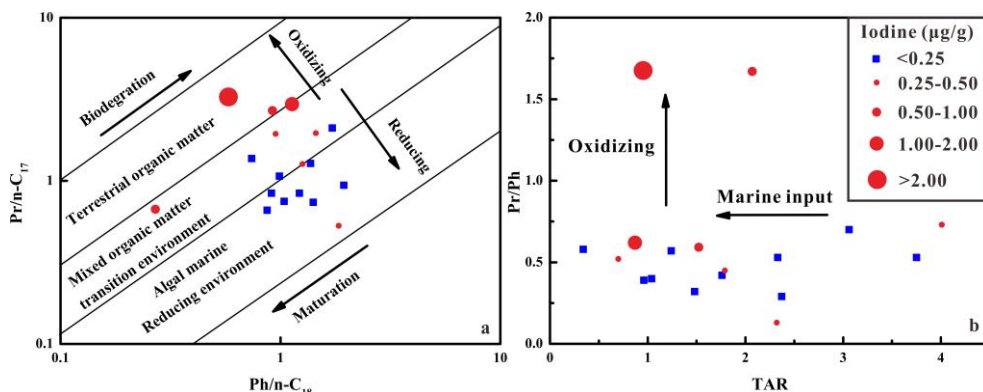 10
1
0.1
0.1
1
10
Pr/n-C17
Ph/n-C18
Biodegration
Oxidizing
Reducing
Terrestrial organic matter
Mixed organic matter
transition environment
Algal marine
Reducing environment
Maturation
a
2.0
1.5
1.0
0.5
0.0
0
1
2
3
4
Pr/Ph
TAR
Oxidizing
Marine input
b
Iodine (μg/g)
<0.25
0.25-0.50
0.50-1.00
1.00-2.00
>2.00